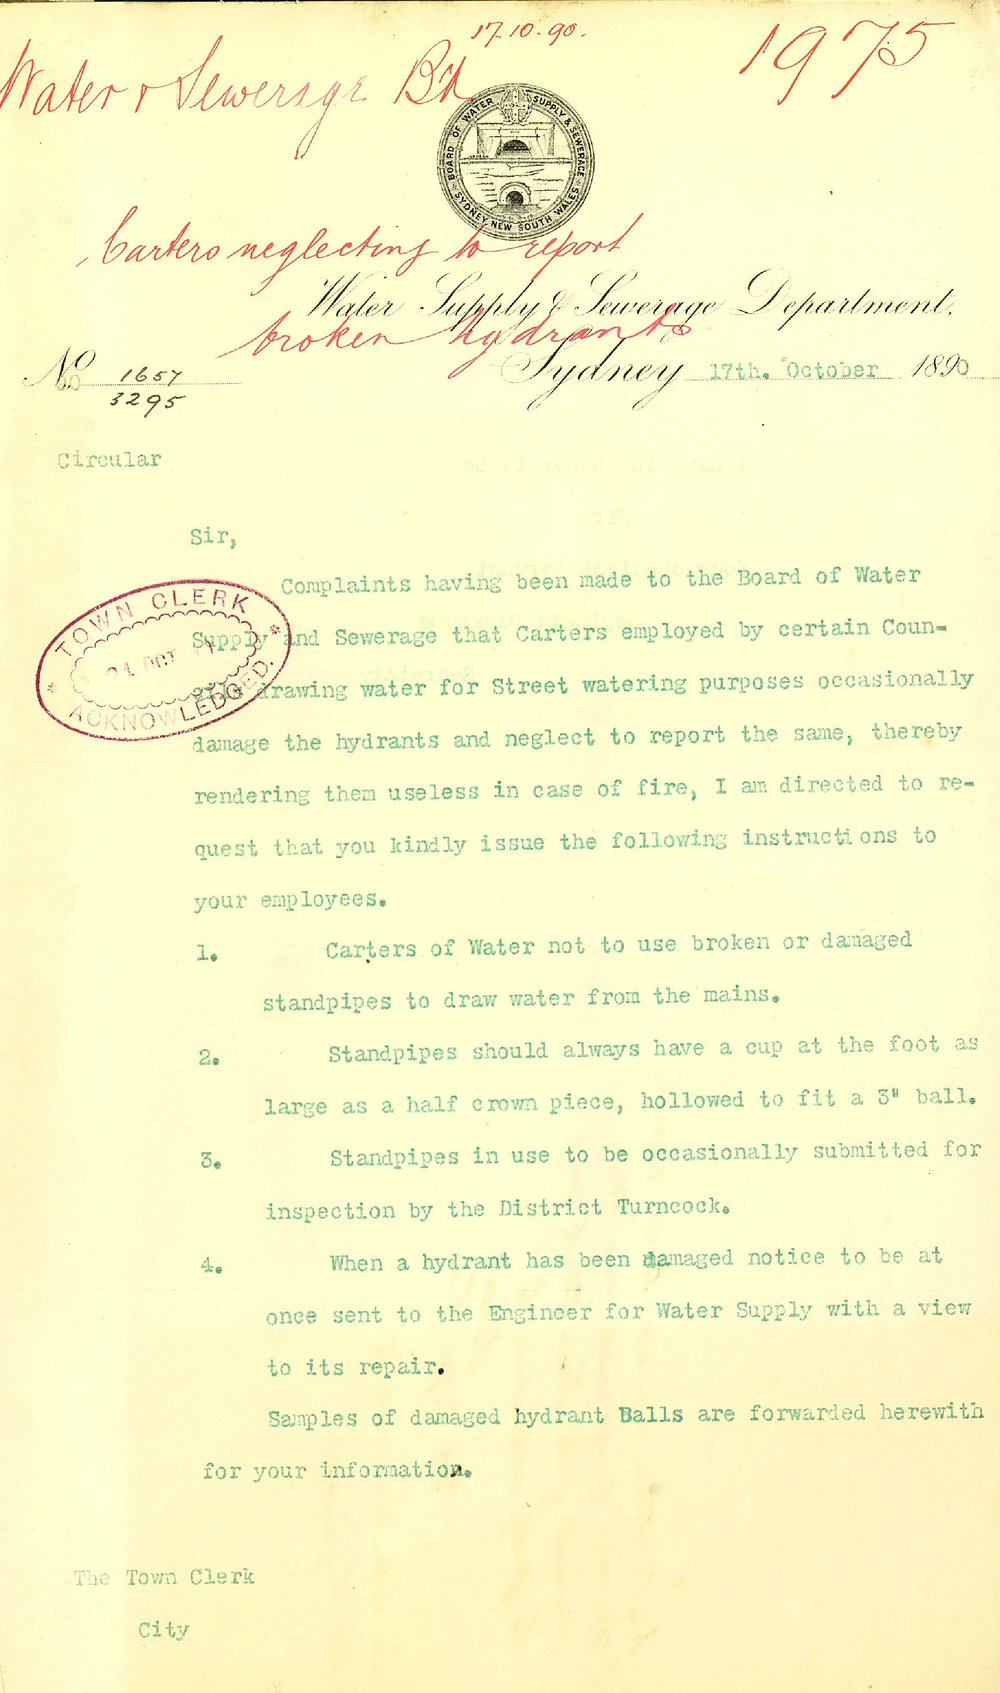 17.10.90.
1975
Water & Sewerage Bd
BOARD OF WATER SUPPLY & SEWERAGE
SYDNEY NEW SOUTH WALES
Carters neglecting to report
broken hydrants
Water Supply & Sewerage Department,
Sydney 17th. October 1890
No 1657
3295
Circular
Sir,
Complaints having been made to the Board of Water
Supply and Sewerage that Carters employed by certain Coun-
cils drawing water for Street watering purposes occasionally
damage the hydrants and neglect to report the same, thereby
rendering them useless in case of fire, I am directed to re-
quest that you kindly issue the following instructions to
your employees.
1. Carters of Water not to use broken or damaged
standpipes to draw water from the mains.
2. Standpipes should always have a cup at the foot as
large as a half crown piece, hollowed to fit a 3" ball.
3. Standpipes in use to be occasionally submitted for
inspection by the District Turncock.
4. When a hydrant has been damaged notice to be at
once sent to the Engineer for Water Supply with a view
to its repair.
Samples of damaged hydrant Balls are forwarded herewith
for your information.
The Town Clerk
City
TOWN CLERK
21 OCT
ACKNOWLEDGED.